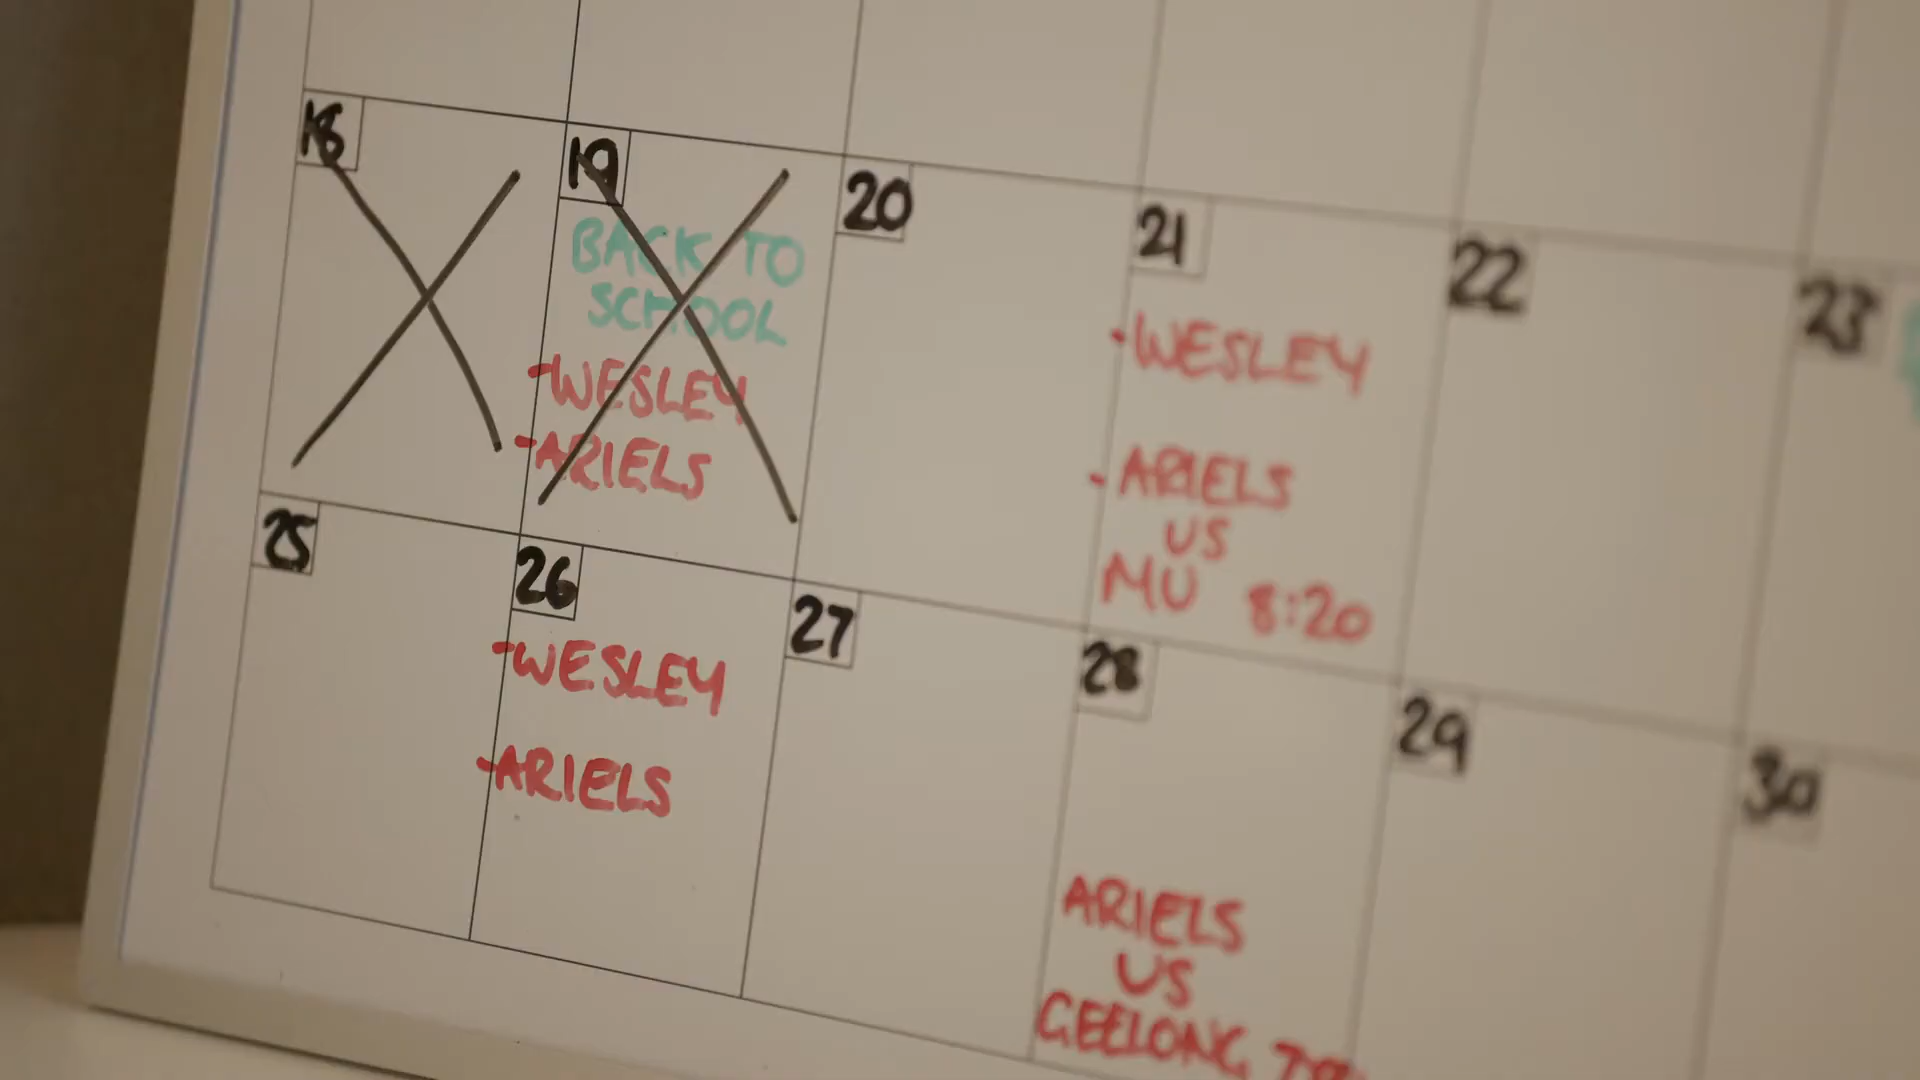 18
19
BACK TO
SCHOOL
-WESLEY
-ARIELS
20
21
-WESLEY
-ARIELS
US
MU 8:20
22
23
25
26
-WESLEY
-ARIELS
27
28
ARIELS
US
GEELONG
29
30